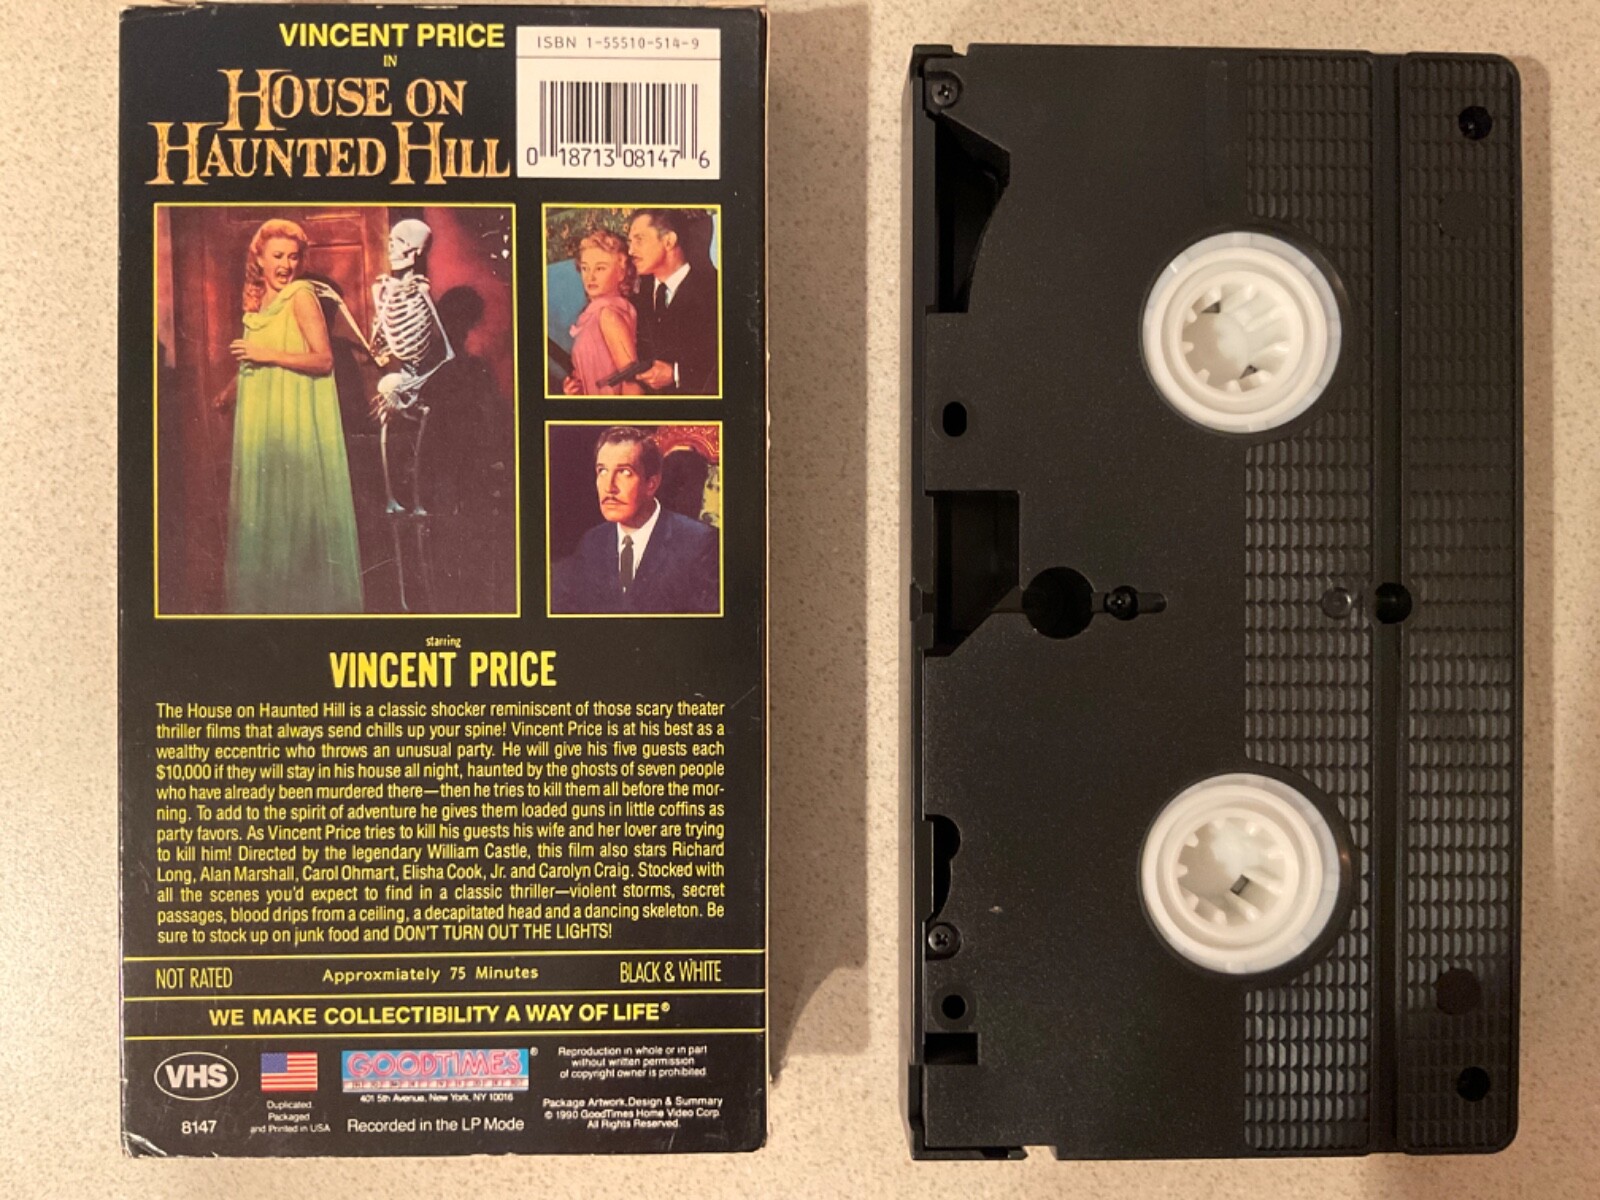 VINCENT PRICE
IN
HOUSE ON
HAUNTED HILL
ISBN 1-55510-514-9
0 18713 08147 6
starring
VINCENT PRICE
The House on Haunted Hill is a classic shocker reminiscent of those scary theater
thriller films that always send chills up your spine! Vincent Price is at his best as a
wealthy eccentric who throws an unusual party. He will give his five guests each
$10,000 if they will stay in his house all night, haunted by the ghosts of seven people
who have already been murdered there—then he tries to kill them all before the mor-
ning. To add to the spirit of adventure he gives them loaded guns in little coffins as
party favors. As Vincent Price tries to kill his guests his wife and her lover are trying
to kill him! Directed by the legendary William Castle, this film also stars Richard
Long, Alan Marshall, Carol Ohmart, Elisha Cook, Jr. and Carolyn Craig. Stocked with
all the scenes you'd expect to find in a classic thriller—violent storms, secret
passages, blood drips from a ceiling, a decapitated head and a dancing skeleton. Be
sure to stock up on junk food and DON'T TURN OUT THE LIGHTS!
NOT RATED Approxmiately 75 Minutes BLACK & WHITE
WE MAKE COLLECTIBILITY A WAY OF LIFE®
VHS
8147
Duplicated,
Packaged
and Printed in USA
GOODTIMES®
HOME VIDEO
401 5th Avenue, New York, NY 10016
Recorded in the LP Mode
Reproduction in whole or in part
without written permission
of copyright owner is prohibited.
Package Artwork, Design & Summary
© 1990 GoodTimes Home Video Corp.
All Rights Reserved.